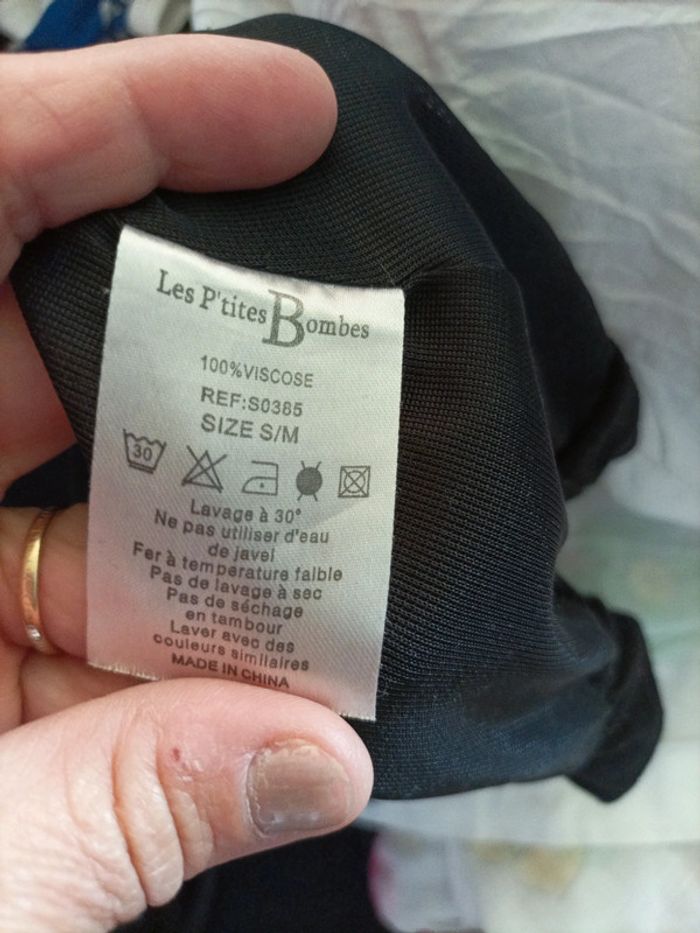 Les P'tites Bombes
100%VISCOSE
REF:S0385
SIZE S/M
30
Lavage à 30°
Ne pas utiliser d'eau
de javel
Fer à temperature faible
Pas de lavage à sec
Pas de séchage
en tambour
Laver avec des
couleurs similaires
MADE IN CHINA